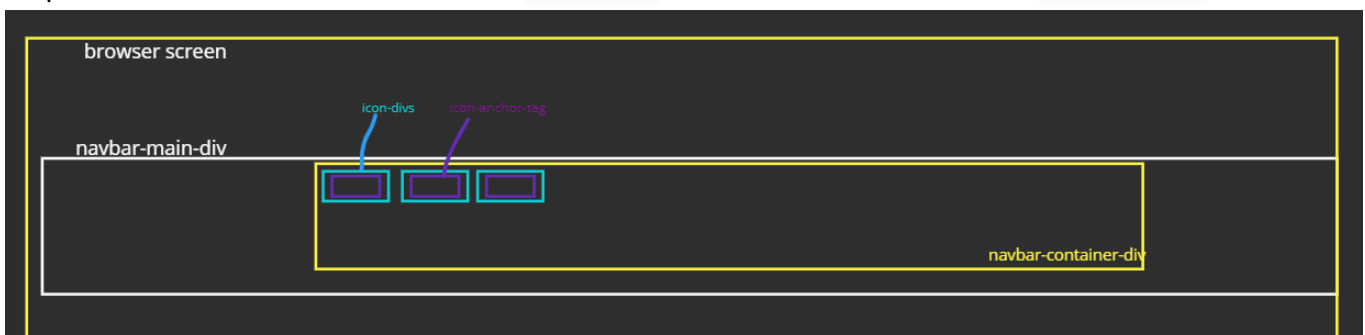 browser screen
icon-divs
icon-anchor-tag
navbar-main-div
navbar-container-div